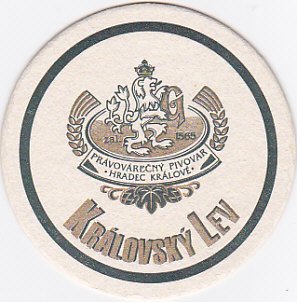 zal. 1565
PRÁVOVÁREČNÝ PIVOVAR
• HRADEC KRÁLOVÉ •
KRÁLOVSKÝ LEV